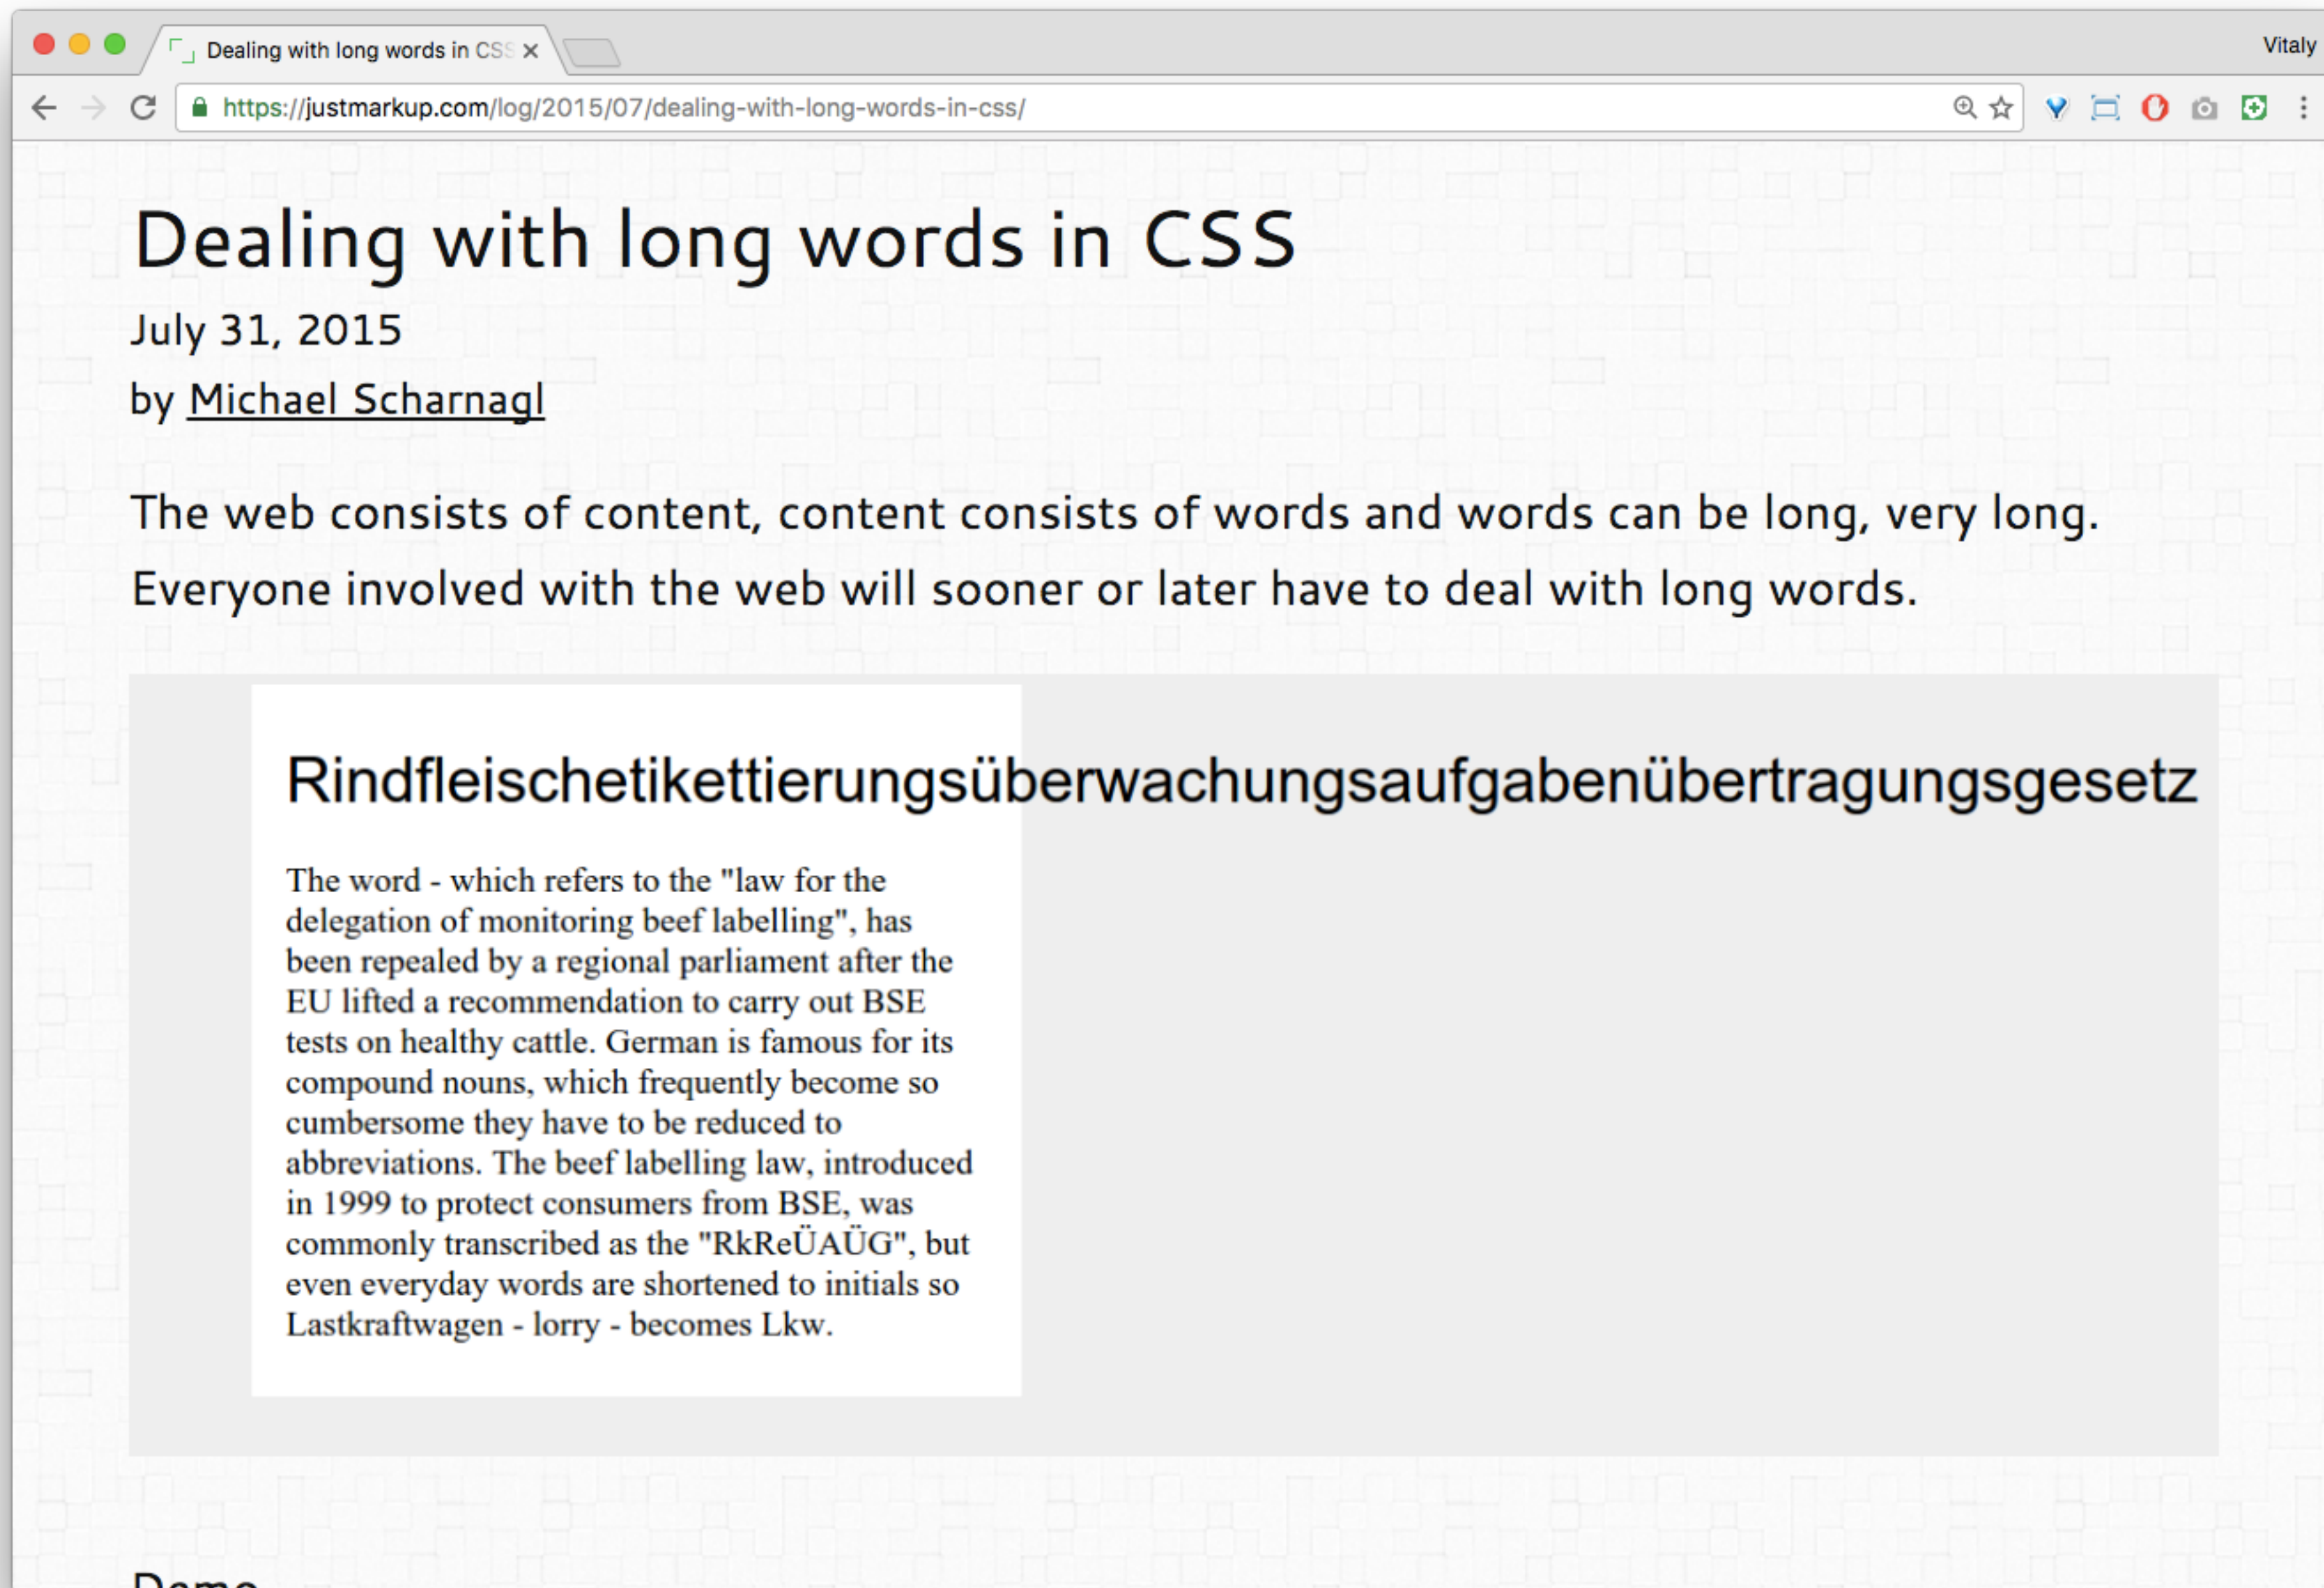 Dealing with long words in CSS
Vitaly
https://justmarkup.com/log/2015/07/dealing-with-long-words-in-css/
Dealing with long words in CSS
July 31, 2015
by Michael Scharnagl
The web consists of content, content consists of words and words can be long, very long.
Everyone involved with the web will sooner or later have to deal with long words.
Rindfleischetikettierungsüberwachungsaufgabenübertragungsgesetz
The word - which refers to the "law for the
delegation of monitoring beef labelling", has
been repealed by a regional parliament after the
EU lifted a recommendation to carry out BSE
tests on healthy cattle. German is famous for its
compound nouns, which frequently become so
cumbersome they have to be reduced to
abbreviations. The beef labelling law, introduced
in 1999 to protect consumers from BSE, was
commonly transcribed as the "RkReÜAÜG", but
even everyday words are shortened to initials so
Lastkraftwagen - lorry - becomes Lkw.
Demo